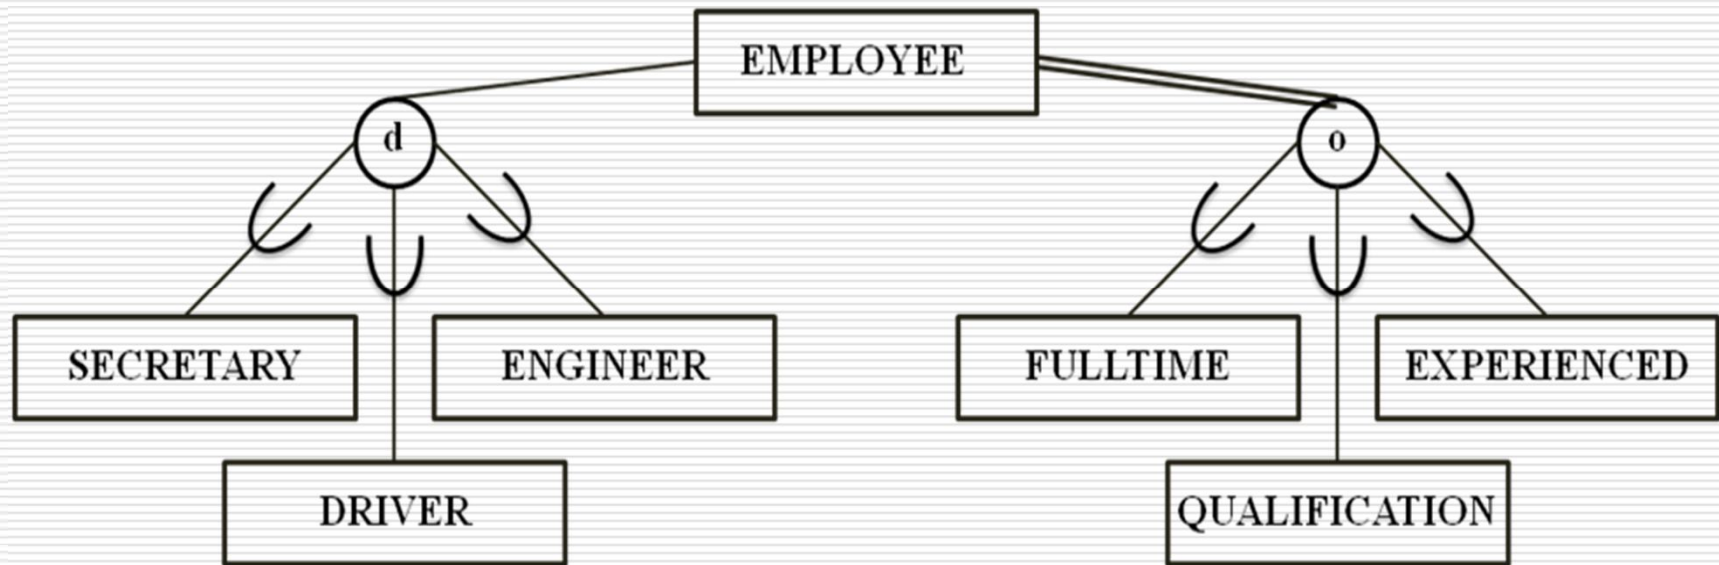 EMPLOYEE
d
o
SECRETARY
ENGINEER
FULLTIME
EXPERIENCED
DRIVER
QUALIFICATION